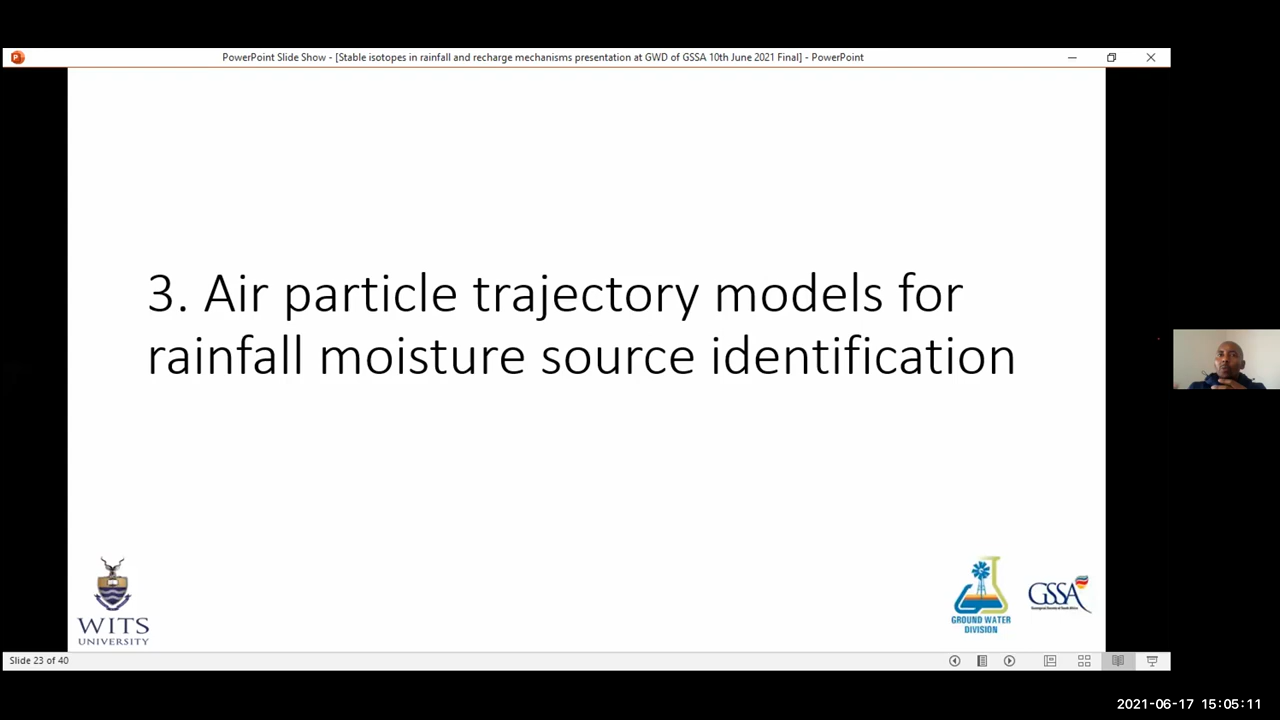 PowerPoint Slide Show - [Stable isotopes in rainfall and recharge mechanisms presentation at GWD of GSSA 10th June 2021 Final] - PowerPoint
3. Air particle trajectory models for
rainfall moisture source identification
WITS
UNIVERSITY
GROUND WATER
DIVISION
GSSA
Slide 23 of 40
2021-06-17 15:05:11